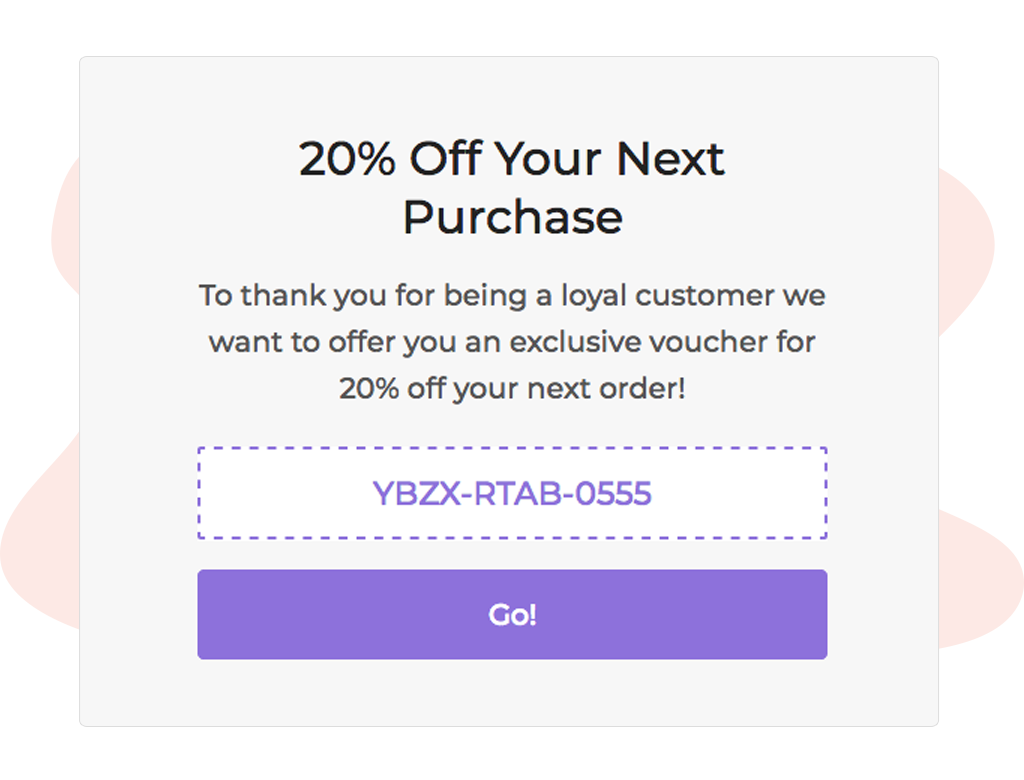 20% Off Your Next
Purchase
To thank you for being a loyal customer we
want to offer you an exclusive voucher for
20% off your next order!
YBZX-RTAB-0555
Go!